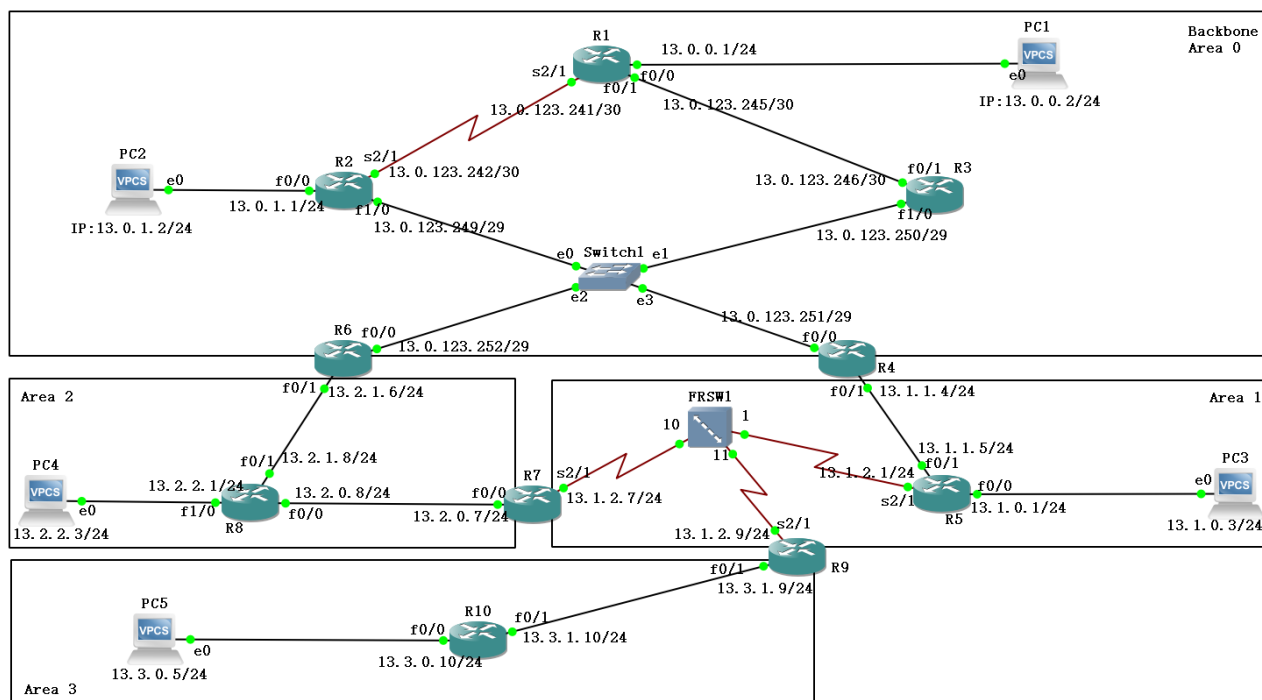 Backbone
Area 0
R1
13.0.0.1/24
PC1
VPCS
s2/1
f0/0
f0/1
e0
13.0.123.241/30
13.0.123.245/30
IP:13.0.0.2/24
PC2
VPCS
e0
f0/0
R2
s2/1
13.0.123.242/30
13.0.1.1/24
f1/0
IP:13.0.1.2/24
13.0.123.249/29
f0/1
R3
13.0.123.246/30
f1/0
13.0.123.250/29
Switch1
e0
e1
e2
e3
R6
f0/0
13.0.123.252/29
13.0.123.251/29
f0/0
R4
f0/1
13.2.1.6/24
f0/1
13.1.1.4/24
Area 2
Area 1
FRSW1
10
1
11
PC4
VPCS
e0
13.2.2.3/24
f0/1
13.2.1.8/24
13.2.2.1/24
f1/0
R8
13.2.0.8/24
f0/0
f0/0
13.2.0.7/24
R7
s2/1
13.1.2.7/24
13.1.1.5/24
f0/1
13.1.2.1/24
s2/1
R5
f0/0
13.1.0.1/24
PC3
VPCS
e0
13.1.0.3/24
s2/1
13.1.2.9/24
R9
f0/1
13.3.1.9/24
PC5
VPCS
e0
13.3.0.5/24
R10
f0/0
13.3.0.10/24
f0/1
13.3.1.10/24
Area 3